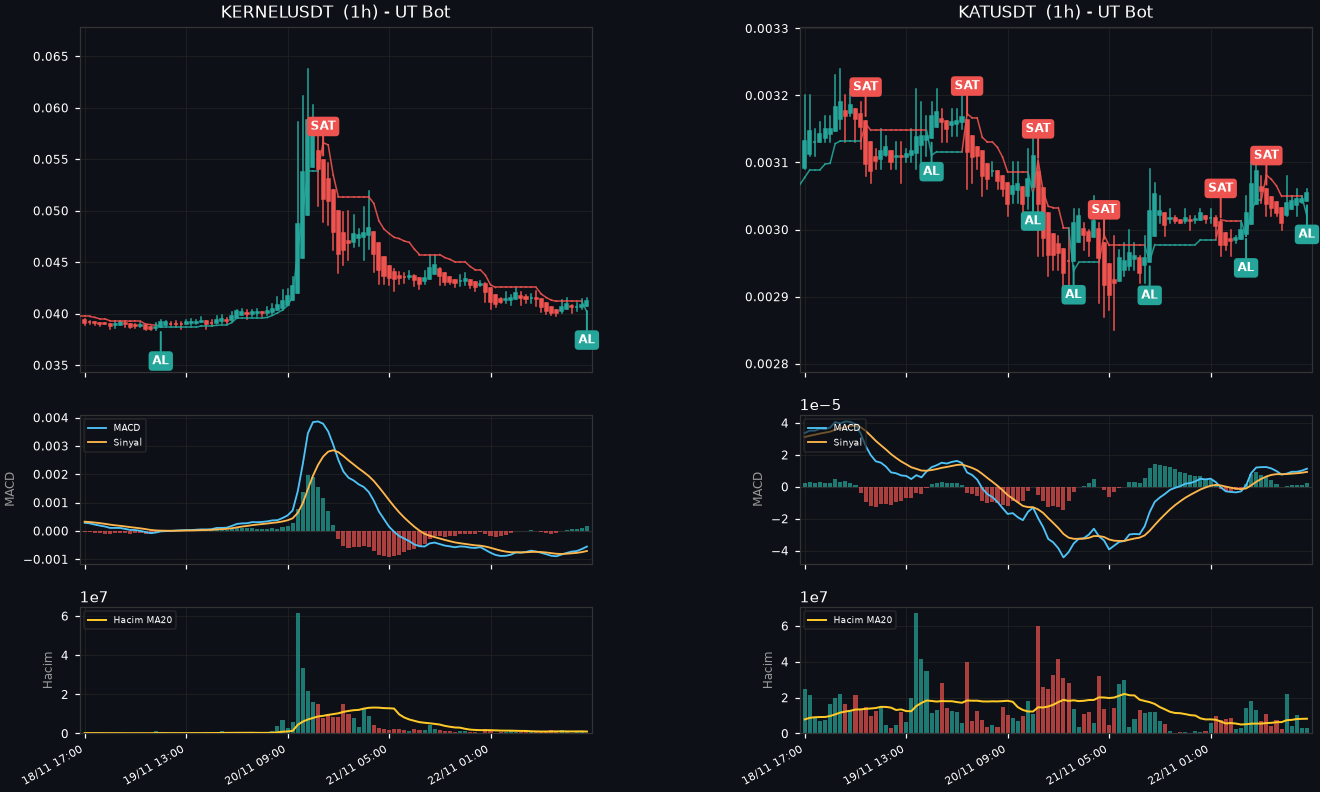 KERNELUSDT (1h) - UT Bot
0.065
0.060
0.055
0.050
0.045
0.040
0.035
SAT
AL
AL
0.004
0.003
0.002
0.001
0.000
−0.001
MACD
MACD
Sinyal
1e7
6
4
2
0
Hacim
Hacim MA20
18/11 17:00
19/11 13:00
20/11 09:00
21/11 05:00
22/11 01:00
KATUSDT (1h) - UT Bot
0.0033
0.0032
0.0031
0.0030
0.0029
0.0028
SAT
SAT
AL
SAT
AL
SAT
AL
AL
SAT
SAT
AL
AL
1e−5
4
2
0
−2
−4
MACD
MACD
Sinyal
1e7
6
4
2
0
Hacim
Hacim MA20
18/11 17:00
19/11 13:00
20/11 09:00
21/11 05:00
22/11 01:00